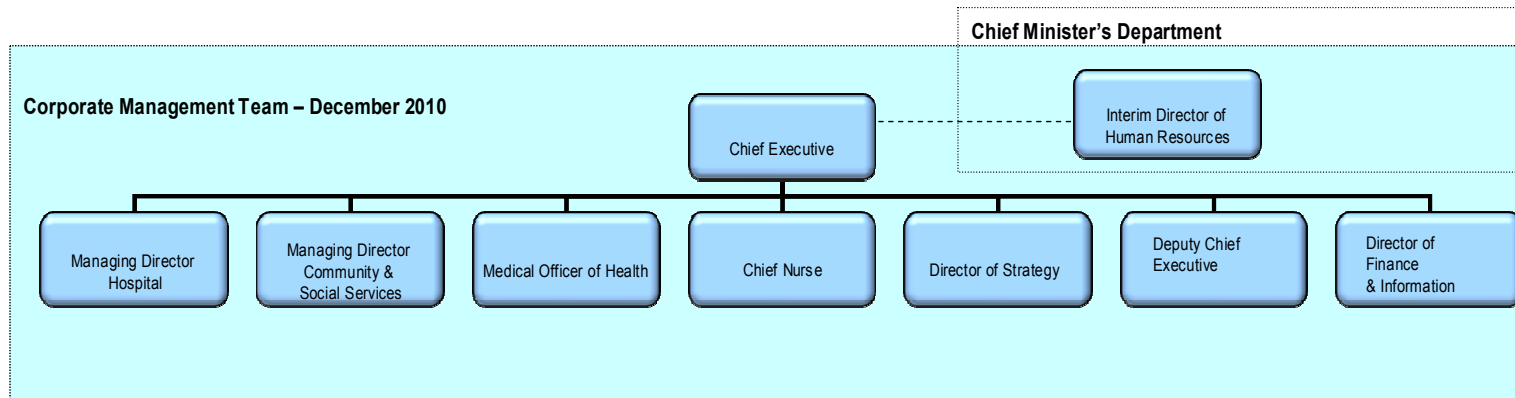 Chief Minister's Department
Corporate Management Team – December 2010
Interim Director of
Human Resources
Chief Executive
Managing Director
Hospital
Managing Director
Community &
Social Services
Medical Officer of Health
Chief Nurse
Director of Strategy
Deputy Chief
Executive
Director of
Finance
& Information